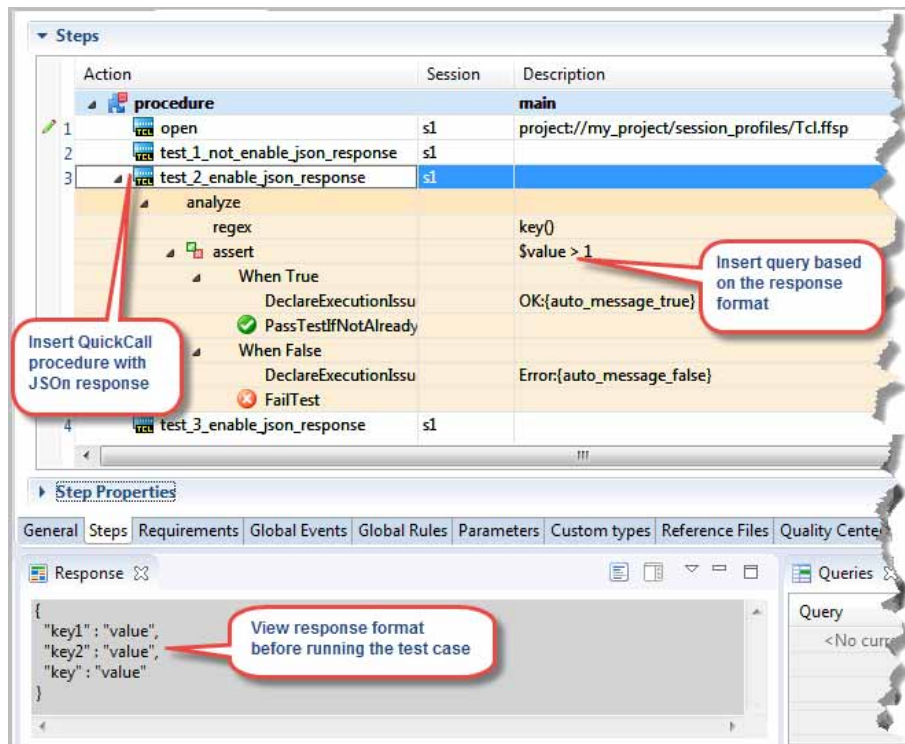 Steps
Action Session Description
procedure main
1 open s1 project://my_project/session_profiles/Tcl.ffsp
2 test_1_not_enable_json_response s1
3 test_2_enable_json_response s1
analyze
regex key()
assert $value > 1
When True
DeclareExecutionIssu OK:{auto_message_true}
PassTestIfNotAlready
When False
DeclareExecutionIssu Error:{auto_message_false}
FailTest
4 test_3_enable_json_response s1
Insert query based
on the response
format
Insert QuickCall
procedure with
JSOn response
Step Properties
General Steps Requirements Global Events Global Rules Parameters Custom types Reference Files Quality Cente
Response Queries
{
"key1" : "value",
"key2" : "value",
"key" : "value"
}
View response format
before running the test case
Query
<No curre